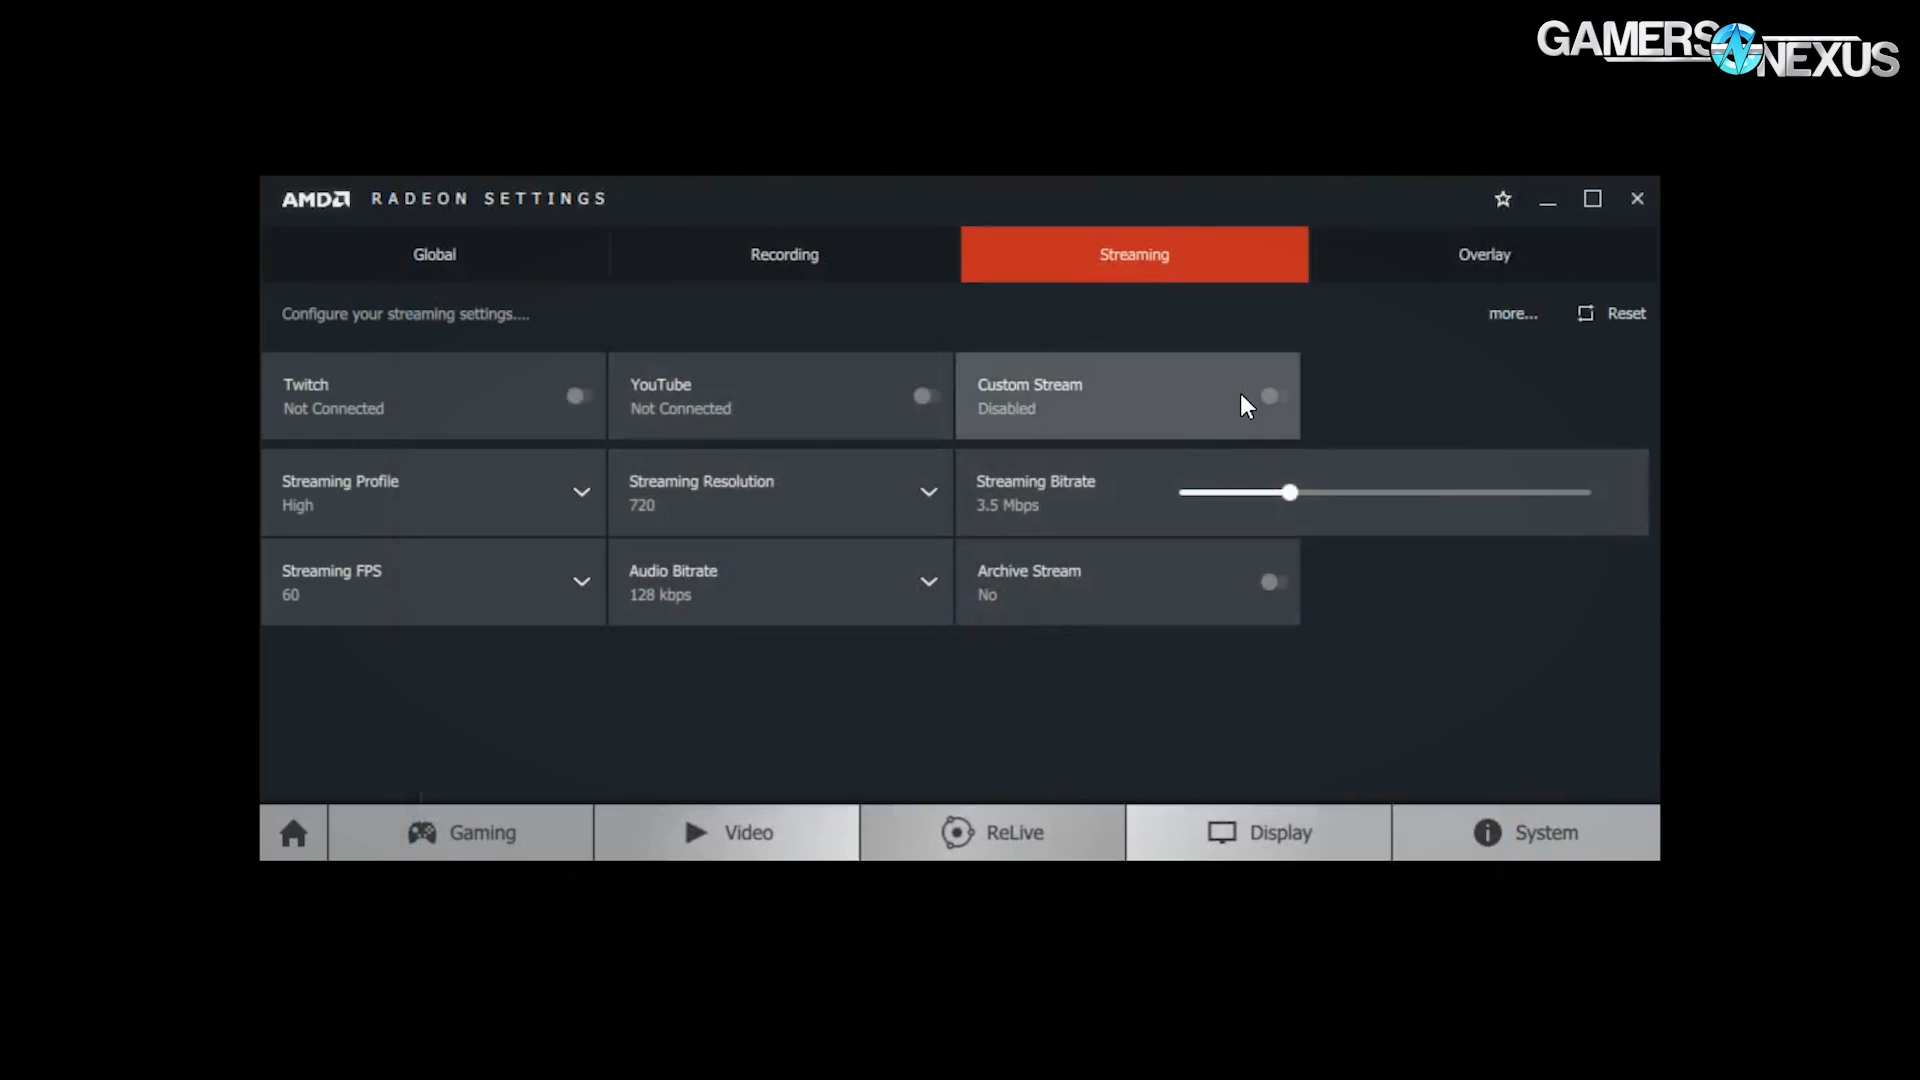 GAMERS NEXUS
AMD RADEON SETTINGS
Global
Recording
Streaming
Overlay
Configure your streaming settings....
more...
Reset
Twitch
Not Connected
YouTube
Not Connected
Custom Stream
Disabled
Streaming Profile
High
Streaming Resolution
720
Streaming Bitrate
3.5 Mbps
Streaming FPS
60
Audio Bitrate
128 kbps
Archive Stream
No
Gaming
Video
ReLive
Display
System